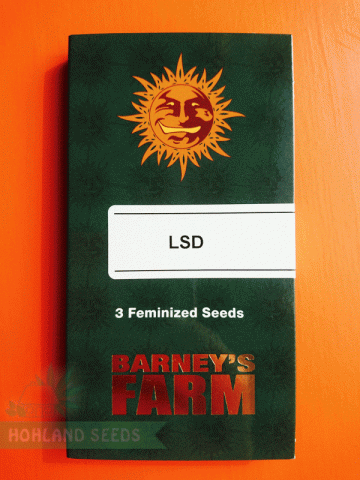 LSD
3 Feminized Seeds
BARNEY'S
FARM
HOHLAND SEEDS